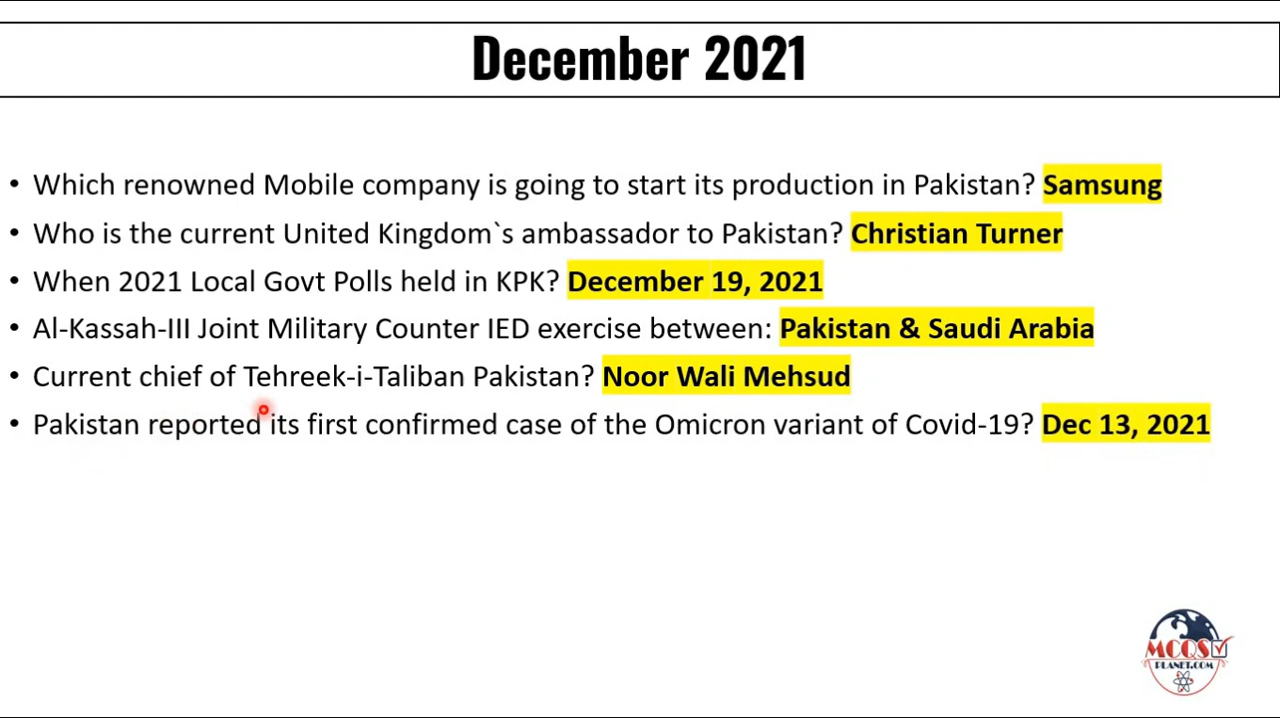 December 2021
• Which renowned Mobile company is going to start its production in Pakistan? Samsung
• Who is the current United Kingdom`s ambassador to Pakistan? Christian Turner
• When 2021 Local Govt Polls held in KPK? December 19, 2021
• Al-Kassah-III Joint Military Counter IED exercise between: Pakistan & Saudi Arabia
• Current chief of Tehreek-i-Taliban Pakistan? Noor Wali Mehsud
• Pakistan reported its first confirmed case of the Omicron variant of Covid-19? Dec 13, 2021
MCQS
PLANET.COM